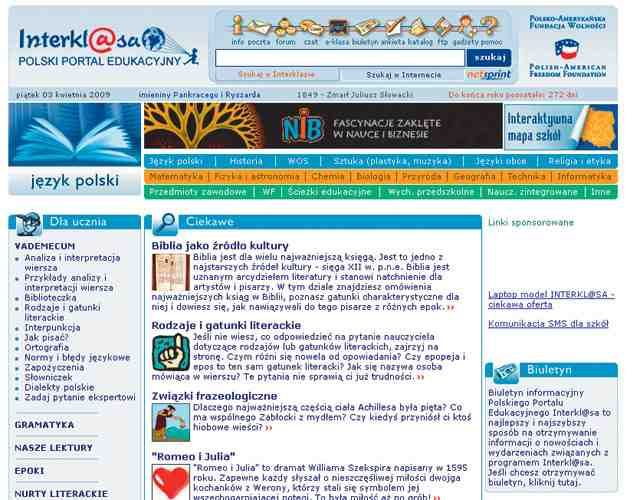 Interkl@sa
POLSKI PORTAL EDUKACYJNY
info poczta forum czat e-klasa biuletyn ankieta katalog ftp gadżety pomoc
szukaj
Szukaj w Interklasie
Szukaj w Internecie
netsprint
POLSKO-AMERYKAŃSKA
FUNDACJA WOLNOŚCI
POLISH-AMERICAN
FREEDOM FOUNDATION
piątek 03 kwietnia 2009
imieniny Pankracego i Ryszarda
1849 - Zmarł Juliusz Słowacki
Do końca roku pozostało: 272 dni
język polski
NIB
FASCYNACJE ZAKLĘTE
W NAUCE I BIZNESIE
Interaktywna
mapa szkół
Język polski | Historia | WOS | Sztuka (plastyka, muzyka) | Języki obce | Religia i etyka
Matematyka | Fizyka i astronomia | Chemia | Biologia | Przyroda | Geografia | Technika | Informatyka
Przedmioty zawodowe | WF | Ścieżki edukacyjne | Wych. przedszkolne | Naucz. zintegrowane | Inne
Dla ucznia
VADEMECUM
Analiza i interpretacja
wiersza
Przykłady analizy i
interpretacji wiersza
Biblioteczka
Rodzaje i gatunki
literackie
Interpunkcja
Jak pisać?
Ortografia
Normy i błędy językowe
Zapożyczenia
Słowniczek
Dialekty polskie
Zadaj pytanie ekspertowi
GRAMATYKA
NASZE LEKTURY
EPOKI
NURTY LITERACKIE
Ciekawe
Biblia jako źródło kultury
Biblia jest dla wielu najważniejszą księgą. Jest to jedno z
najstarszych źródeł kultury - sięga XII w. p.n.e. Biblia jest
uznanym arcydziełem literatury i stanowi natchnienie dla
artystów i pisarzy. W tym dziale znajdziesz omówienia
najważniejszych ksiąg w Biblii, poznasz gatunki charakterystyczne dla
niej i dowiesz się, jak nawiązywali do tego pisarze z różnych epok. ››
Rodzaje i gatunki literackie
Jeśli nie wiesz, co odpowiedzieć na pytanie nauczyciela
dotyczące rodzajów lub gatunków literackich, zajrzyj na
stronę. Czym różni się nowela od opowiadania? Czy epopeja i
epos to ten sam gatunek literacki? Jak się nazywa osoba
mówiąca w wierszu? Te pytania nie sprawią ci już trudności. ››
Związki frazeologiczne
Dlaczego najważniejszą częścią ciała Achillesa była pięta? Co
ma wspólnego Zabłocki z mydłem? Czy kiedyś przyniósł ci ktoś
hiobowe wieści? ››
"Romeo i Julia"
"Romeo i Julia" to dramat Williama Szekspira napisany w 1595
roku. Zapewne każdy słyszał o nieszczęśliwej miłości dwojga
kochanków z Werony, którzy stali się symbolem jej
wszechogarniającej potęgi. To była miłość aż po grób! ››
Linki sponsorowane
Laptop model INTERKL@SA -
ciekawa oferta
Komunikacja SMS dla szkół
Biuletyn
Biuletyn informacyjny
Polskiego Portalu
Edukacyjnego Interkl@sa to
najlepszy i najszybszy
sposób na otrzymywanie
informacji o nowościach i
wydarzeniach związanych z
programem Interkl@sa.
Jeśli chcesz otrzymywać
biuletyn, kliknij tutaj.